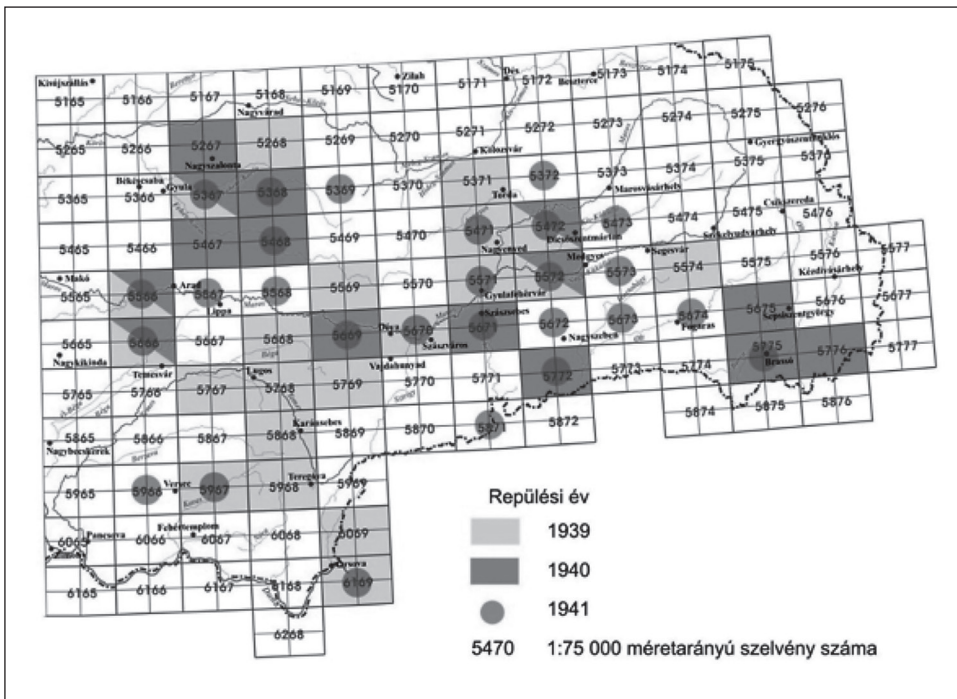 Kisújszállás
Zilah
Dés
Beszterce
5165 5166 5167 5168 5169 5170 5171 5172 5173 5174 5175
Nagyvárad
5265 5266 5267 5268 5269 5270 5271 5272 5273 5274 5275 5276
Nagyszalonta
Kolozsvár
Gyergyószentmiklós
Békéscsaba
Gyula
5365 5366 5367 5368 5369 5370 5371 5372 5373 5374 5375 5376
Torda
Marosvásárhely
Csíkszereda
5465 5466 5467 5468 5469 5470 5471 5472 5473 5474 5475 5476
Nagyenyed
Dicsőszentmárton
Székelyudvarhely
Medgyes
Segesvár
Kézdivásárhely
Makó
Arad
Lippa
5565 5566 5567 5568 5569 5570 5571 5572 5573 5574 5575 5576 5577
Maros
Gyulafehérvár
Szászsebes
Sepsiszentgyörgy
5665 5666 5667 5668 5669 5670 5671 5672 5673 5674 5675 5676 5677
Déva
Szászváros
Nagyszeben
Fogaras
Nagykikinda
Temesvár
Vajdahunyad
Lugos
Brassó
5765 5766 5767 5768 5769 5770 5771 5772 5773 5774 5775 5776 5777
Karánsebes
5865 5866 5867 5868 5869 5870 5871 5872 5874 5875 5876
Nagybecskerek
Versec
Teregova
5965 5966 5967 5968 5969
Pancsova
Fehértemplom
6065 6066 6067 6068 6069
Orsova
6165 6166 6167 6168 6169
6268
Repülési év
1939
1940
1941
5470 1:75 000 méretarányú szelvény száma